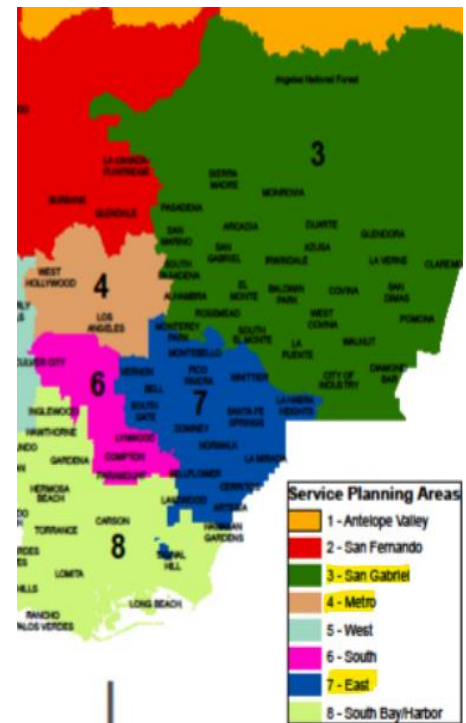 Angeles National Forest
3
LA CANADA
FLINTRIDGE
SIERRA
MADRE
MONROVIA
BURBANK
GLENDALE
PASADENA
ARCADIA
DUARTE
GLENDORA
SAN
MARINO
SAN
GABRIEL
AZUSA
IRWINDALE
LA VERNE
CLAREMO
SOUTH
PASADENA
WEST
HOLLYWOOD
4
ALHAMBRA
EL
MONTE
BALDWIN
PARK
COVINA
SAN
DIMAS
LOS
ANGELES
ROSEMEAD
WEST
COVINA
POMONA
MONTEREY
PARK
SOUTH
EL MONTE
LA
PUENTE
WALNUT
MONTEBELLO
CULVER CITY
6
VERNON
PICO
RIVERA
WHITTIER
CITY OF
INDUSTRY
DIAMOND
BAR
BELL
7
INGLEWOOD
SOUTH
GATE
LA HABRA
HEIGHTS
SANTA FE
SPRINGS
HAWTHORNE
LYNWOOD
DOWNEY
NORWALK
GARDENA
COMPTON
LA MIRADA
PARAMOUNT
BELLFLOWER
CERRITOS
HERMOSA
BEACH
LAKEWOOD
ARTESIA
CARSON
HAWAIIAN
GARDENS
TORRANCE
8
SIGNAL
HILL
HILLS
LOMITA
LONG BEACH
RANCHO
ALOS VERDES
Service Planning Areas
1 - Antelope Valley
2 - San Fernando
3 - San Gabriel
4 - Metro
5 - West
6 - South
7 - East
8 - South Bay/Harbor